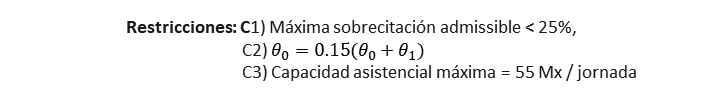 Restricciones: C1) Máxima sobrecitación admissible < 25%,
C2) 𝜃₀ = 0.15(𝜃₀ + 𝜃₁)
C3) Capacidad asistencial máxima = 55 Mx / jornada